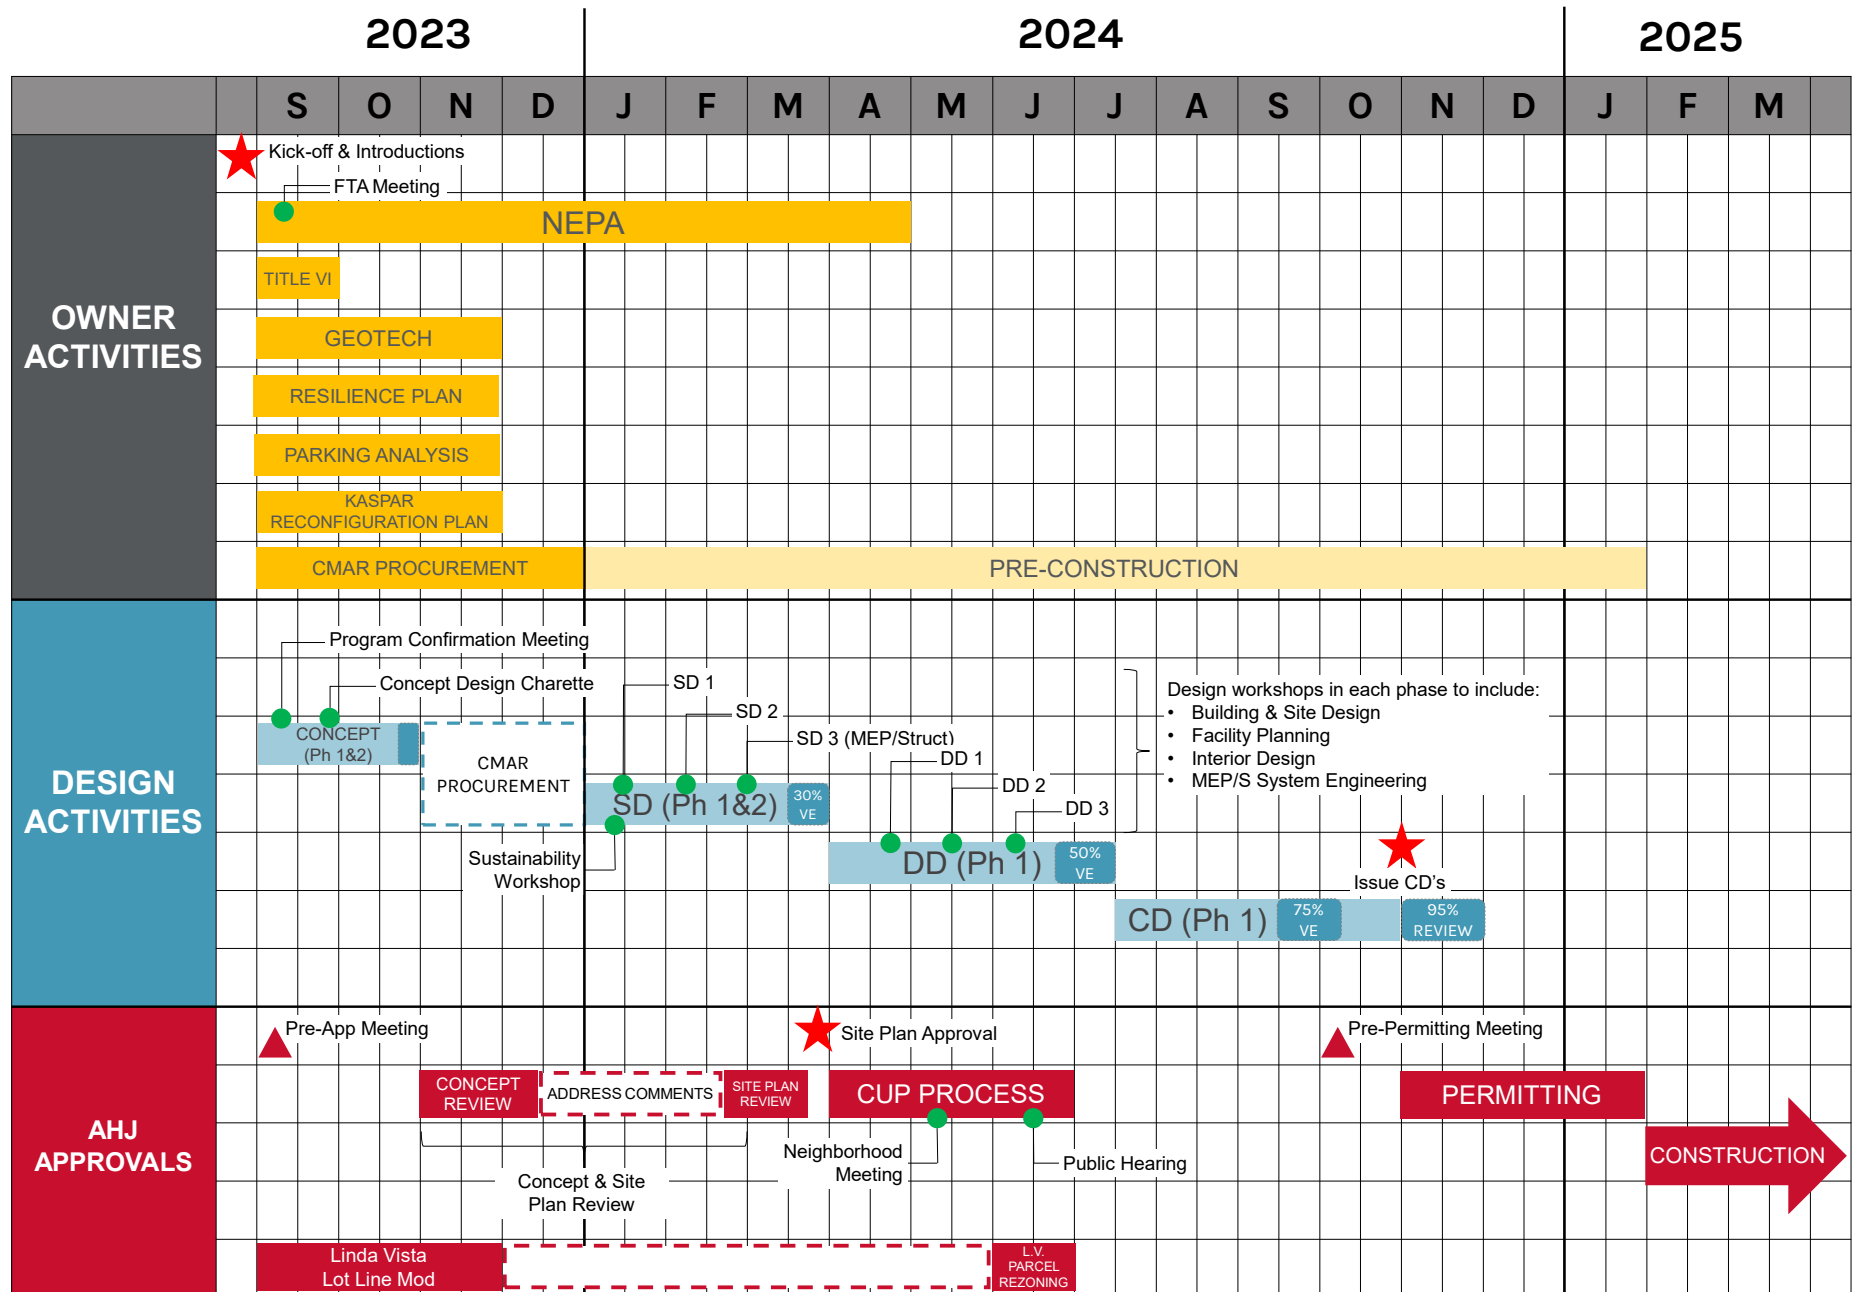 2023 2024 2025
S O N D J F M A M J J A S O N D J F M
OWNER
ACTIVITIES
Kick-off & Introductions
FTA Meeting
NEPA
TITLE VI
GEOTECH
RESILIENCE PLAN
PARKING ANALYSIS
KASPAR
RECONFIGURATION PLAN
CMAR PROCUREMENT
PRE-CONSTRUCTION
DESIGN
ACTIVITIES
Program Confirmation Meeting
Concept Design Charette
CONCEPT
(Ph 1&2)
CMAR
PROCUREMENT
SD 1
SD 2
SD 3 (MEP/Struct)
SD (Ph 1&2)
30%
VE
Sustainability
Workshop
DD 1
DD 2
DD 3
DD (Ph 1)
50%
VE
Design workshops in each phase to include:
• Building & Site Design
• Facility Planning
• Interior Design
• MEP/S System Engineering
Issue CD's
CD (Ph 1)
75%
VE
95%
REVIEW
AHJ
APPROVALS
Pre-App Meeting
Site Plan Approval
Pre-Permitting Meeting
CONCEPT
REVIEW
ADDRESS COMMENTS
SITE PLAN
REVIEW
CUP PROCESS
PERMITTING
Neighborhood
Meeting
Public Hearing
CONSTRUCTION
Concept & Site
Plan Review
Linda Vista
Lot Line Mod
L.V.
PARCEL
REZONING